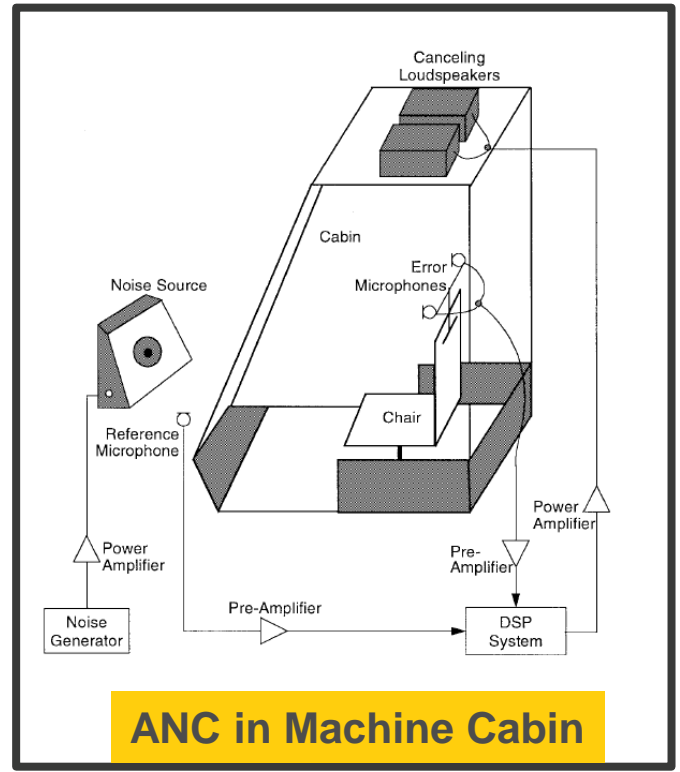 Canceling
Loudspeakers
Cabin
Error
Microphones
Noise Source
Chair
Reference
Microphone
Power
Amplifier
Power
Amplifier
Pre-
Amplifier
Pre-Amplifier
Noise
Generator
DSP
System
ANC in Machine Cabin